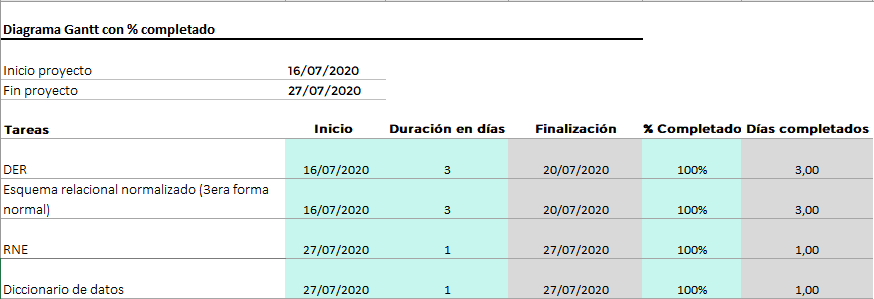 Diagrama Gantt con % completado
Inicio proyecto 16/07/2020
Fin proyecto 27/07/2020
Tareas Inicio Duración en días Finalización % Completado Días completados
DER 16/07/2020 3 20/07/2020 100% 3,00
Esquema relacional normalizado (3era forma
normal) 16/07/2020 3 20/07/2020 100% 3,00
RNE 27/07/2020 1 27/07/2020 100% 1,00
Diccionario de datos 27/07/2020 1 27/07/2020 100% 1,00